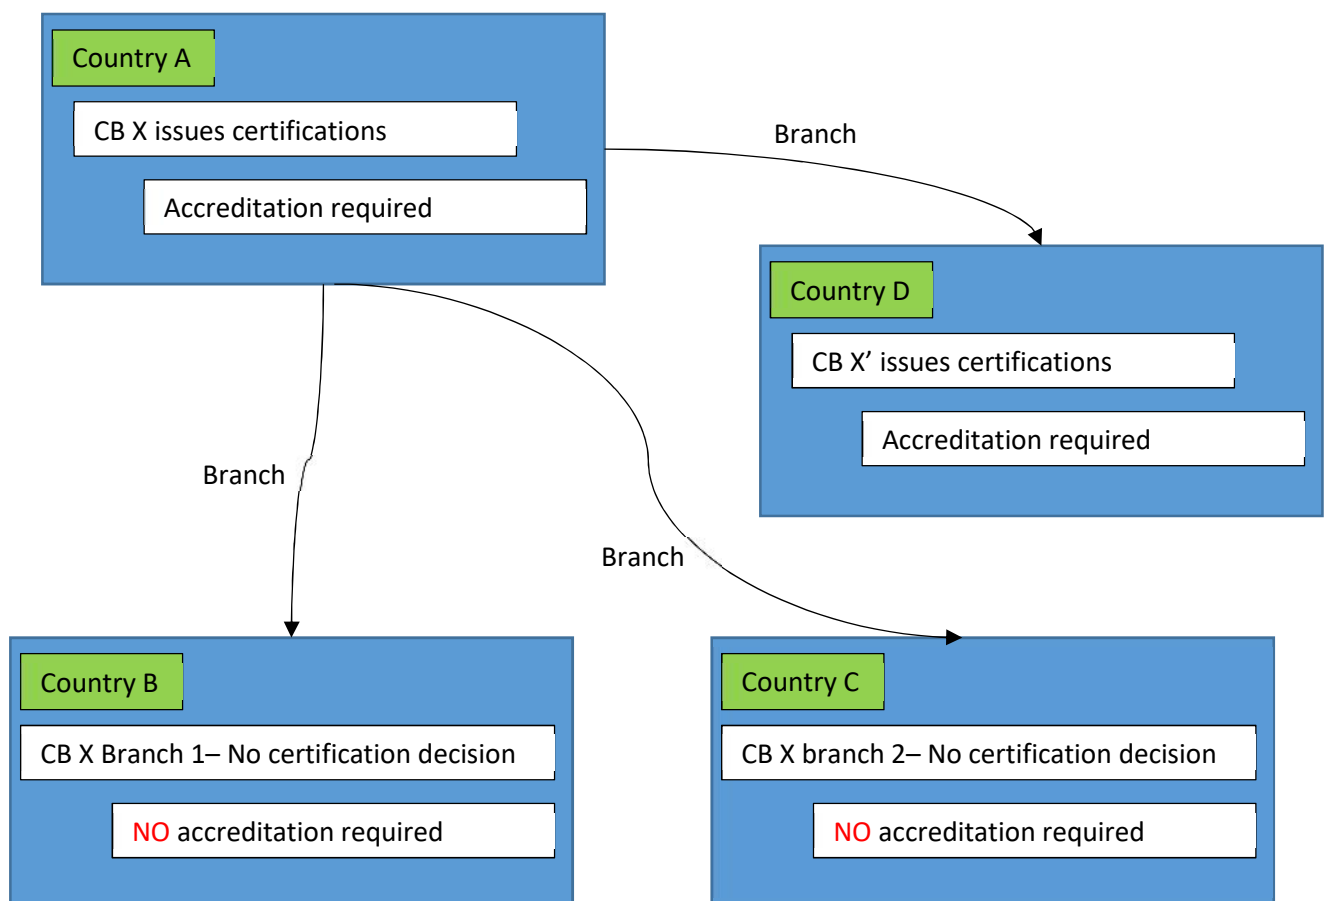 Country A
CB X issues certifications
Accreditation required
Branch
Country D
CB X’ issues certifications
Accreditation required
Branch
Branch
Country B
CB X Branch 1– No certification decision
NO accreditation required
Country C
CB X branch 2– No certification decision
NO accreditation required